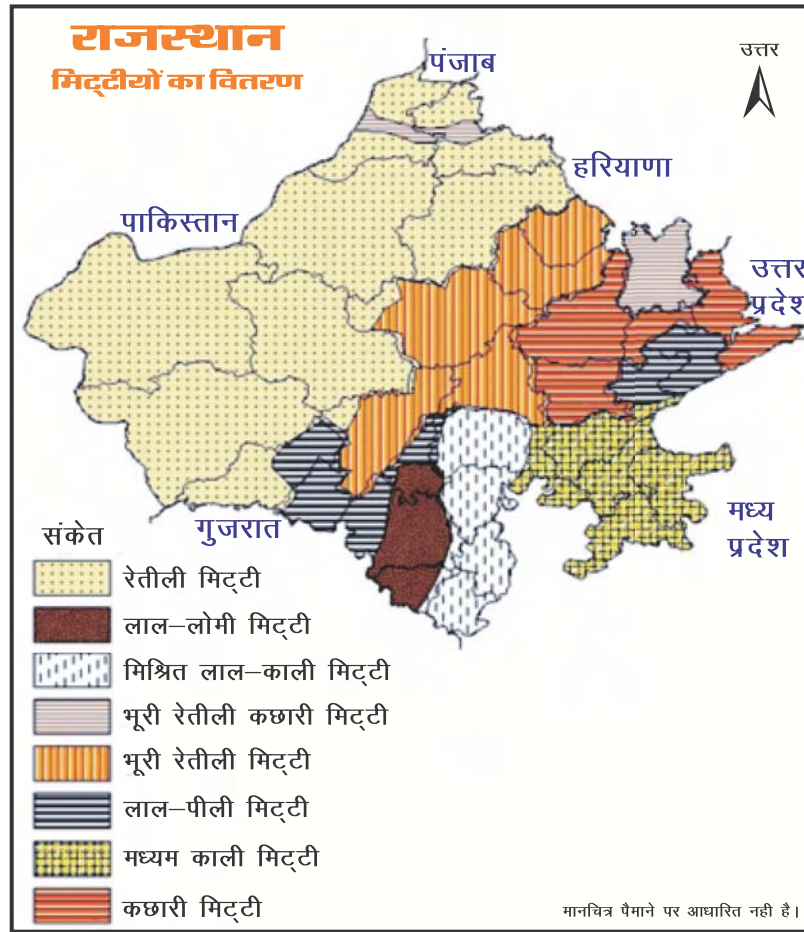 राजस्थान
मिट्टीयों का वितरण
पंजाब
उत्तर
हरियाणा
पाकिस्तान
उत्तर
प्रदेश
गुजरात
मध्य
प्रदेश
संकेत
रेतीली मिट्टी
लाल–लोमी मिट्टी
मिश्रित लाल–काली मिट्टी
भूरी रेतीली कछारी मिट्टी
भूरी रेतीली मिट्टी
लाल–पीली मिट्टी
मध्यम काली मिट्टी
कछारी मिट्टी
मानचित्र पैमाने पर आधारित नही है।